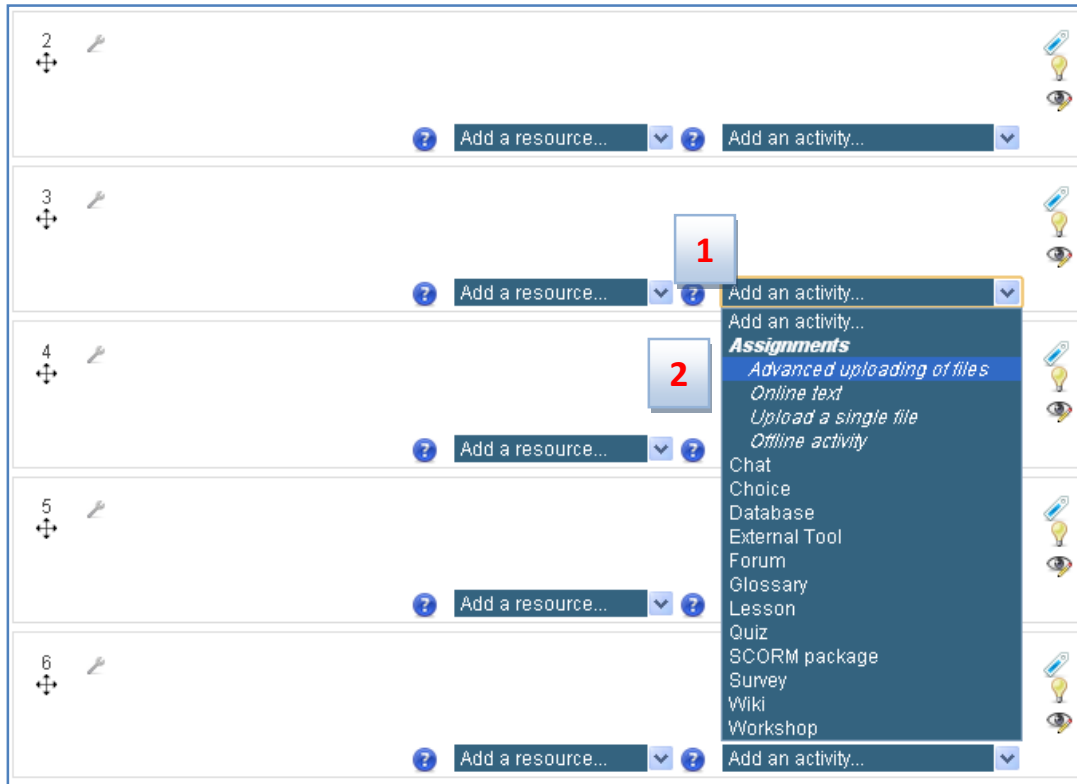 2
Add a resource... Add an activity...
3
1
Add a resource... Add an activity...
Add an activity...
Assignments
4
2
Advanced uploading of files
Online text
Upload a single file
Offline activity
Add a resource...
Chat
Choice
Database
5
External Tool
Forum
Glossary
Add a resource...
Lesson
Quiz
6
SCORM package
Survey
Wiki
Workshop
Add a resource... Add an activity...